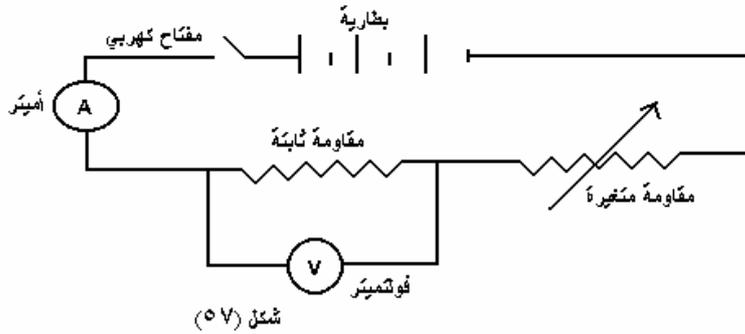 بطارية
مفتاح كهربي
أميتر
A
مقاومة ثابتة
مقاومة متغيرة
V
فولتميتر
شكل (٥٧)